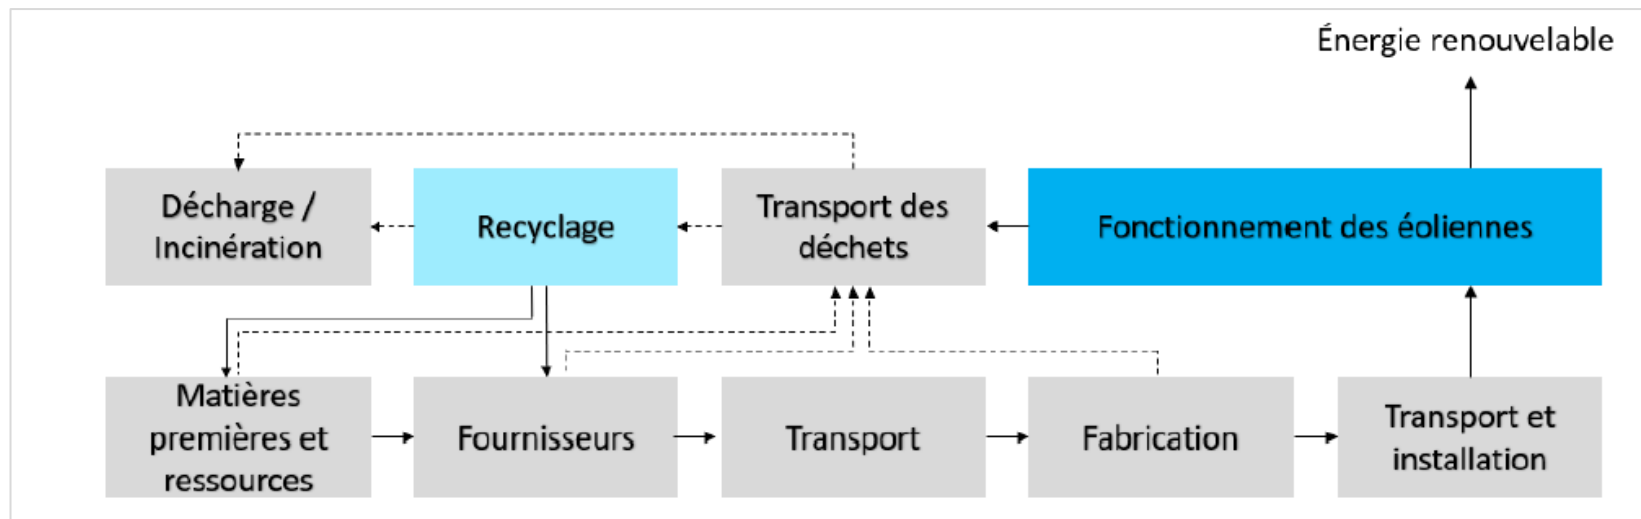 Énergie renouvelable
Décharge /
Incinération
Recyclage
Transport des
déchets
Fonctionnement des éoliennes
Matières
premières et
ressources
Fournisseurs
Transport
Fabrication
Transport et
installation